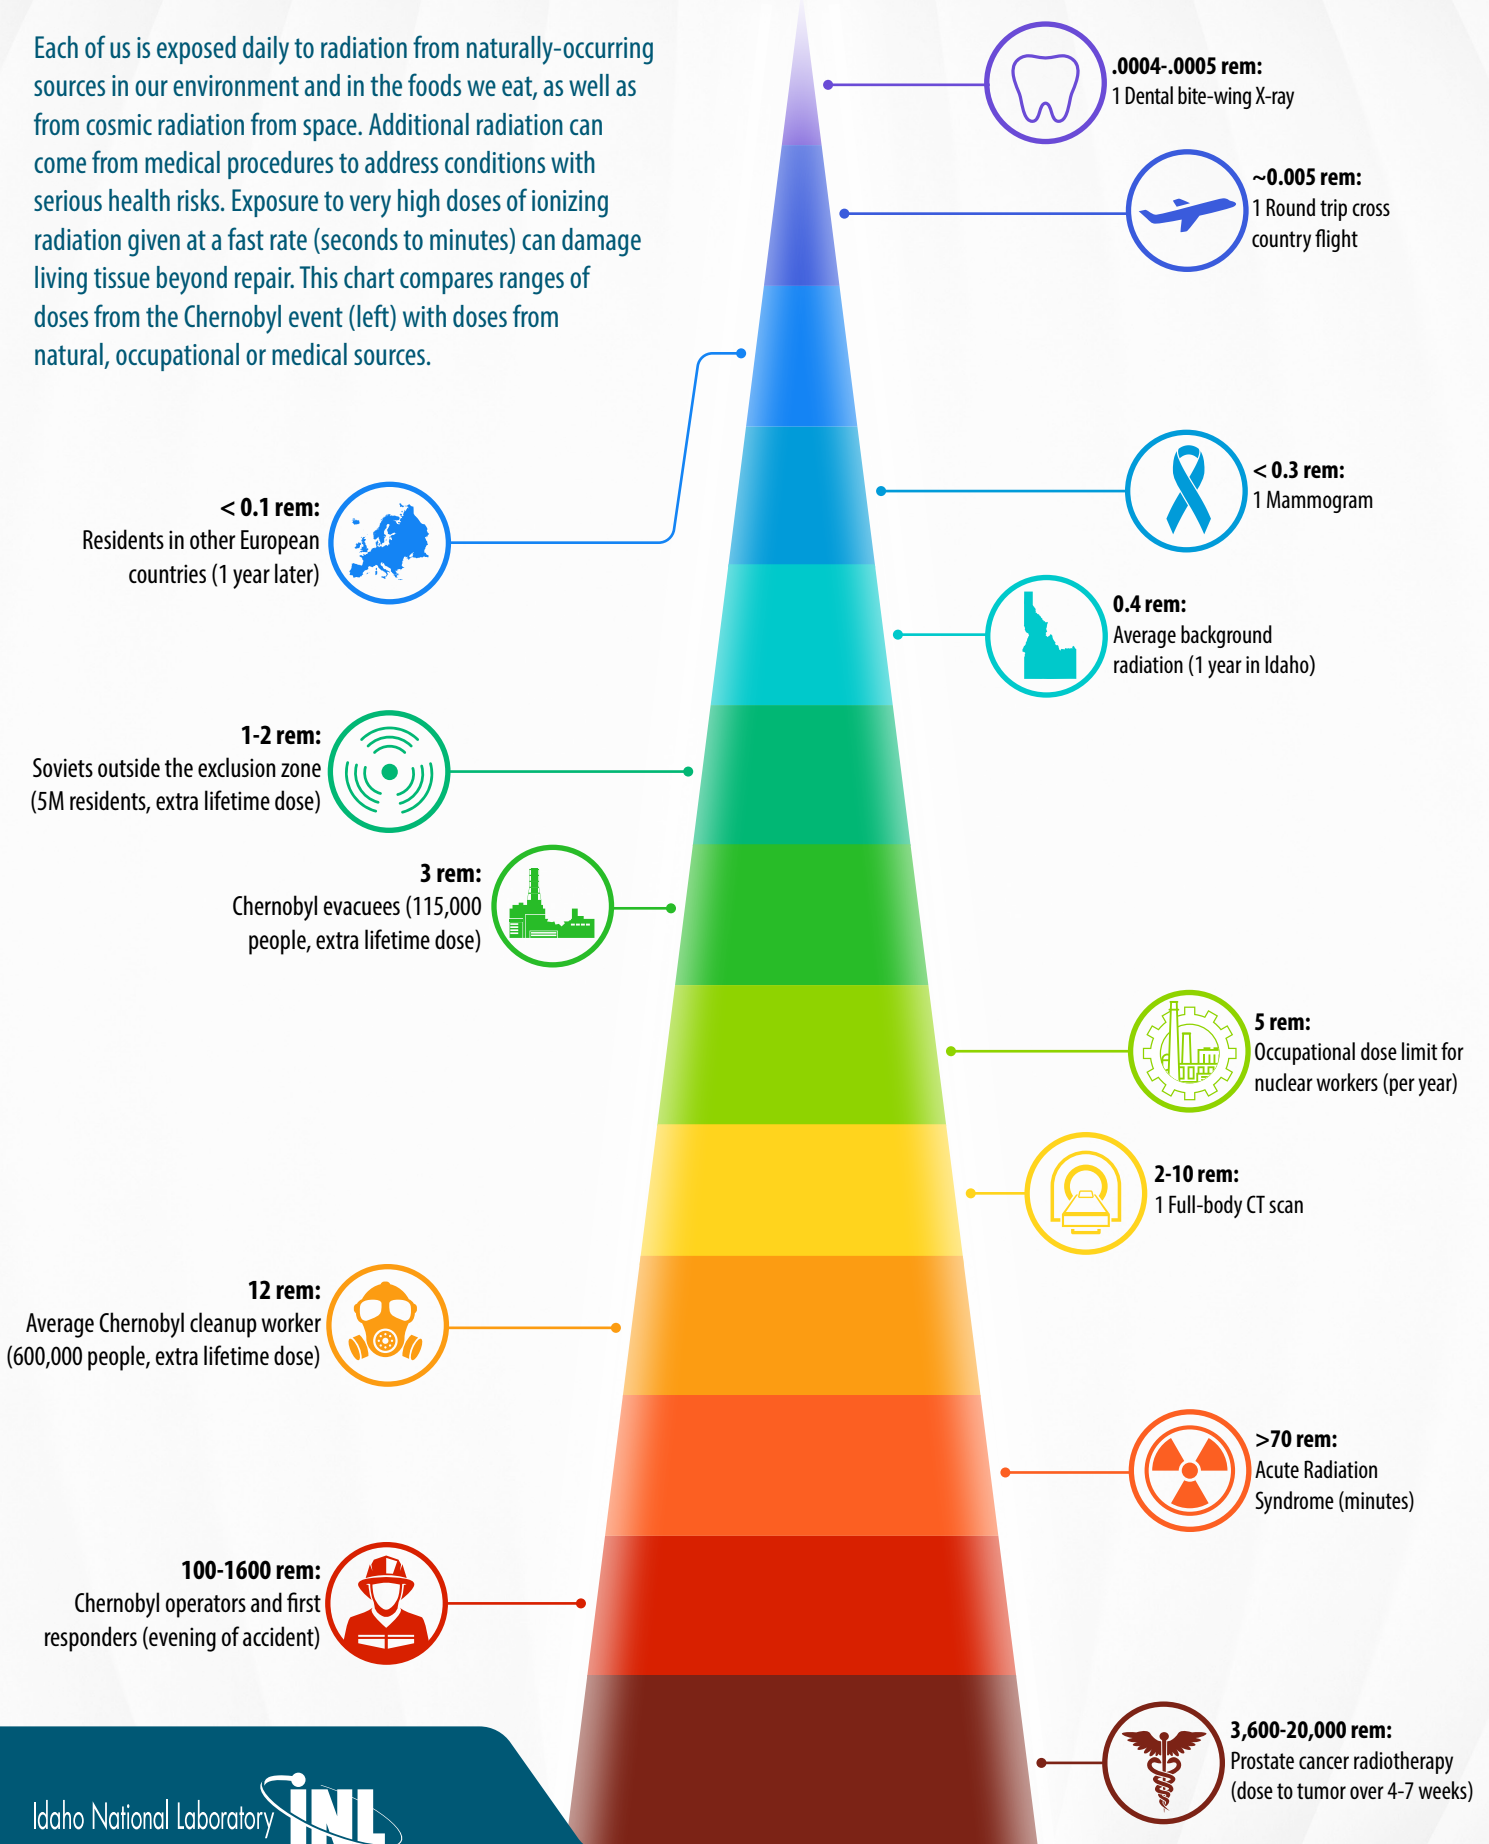 Each of us is exposed daily to radiation from naturally-occurring
sources in our environment and in the foods we eat, as well as
from cosmic radiation from space. Additional radiation can
come from medical procedures to address conditions with
serious health risks. Exposure to very high doses of ionizing
radiation given at a fast rate (seconds to minutes) can damage
living tissue beyond repair. This chart compares ranges of
doses from the Chernobyl event (left) with doses from
natural, occupational or medical sources.
.0004-.0005 rem:
1 Dental bite-wing X-ray
~0.005 rem:
1 Round trip cross
country flight
< 0.1 rem:
Residents in other European
countries (1 year later)
< 0.3 rem:
1 Mammogram
0.4 rem:
Average background
radiation (1 year in Idaho)
1-2 rem:
Soviets outside the exclusion zone
(5M residents, extra lifetime dose)
3 rem:
Chernobyl evacuees (115,000
people, extra lifetime dose)
5 rem:
Occupational dose limit for
nuclear workers (per year)
2-10 rem:
1 Full-body CT scan
12 rem:
Average Chernobyl cleanup worker
(600,000 people, extra lifetime dose)
>70 rem:
Acute Radiation
Syndrome (minutes)
100-1600 rem:
Chernobyl operators and first
responders (evening of accident)
3,600-20,000 rem:
Prostate cancer radiotherapy
(dose to tumor over 4-7 weeks)
Idaho National Laboratory INL